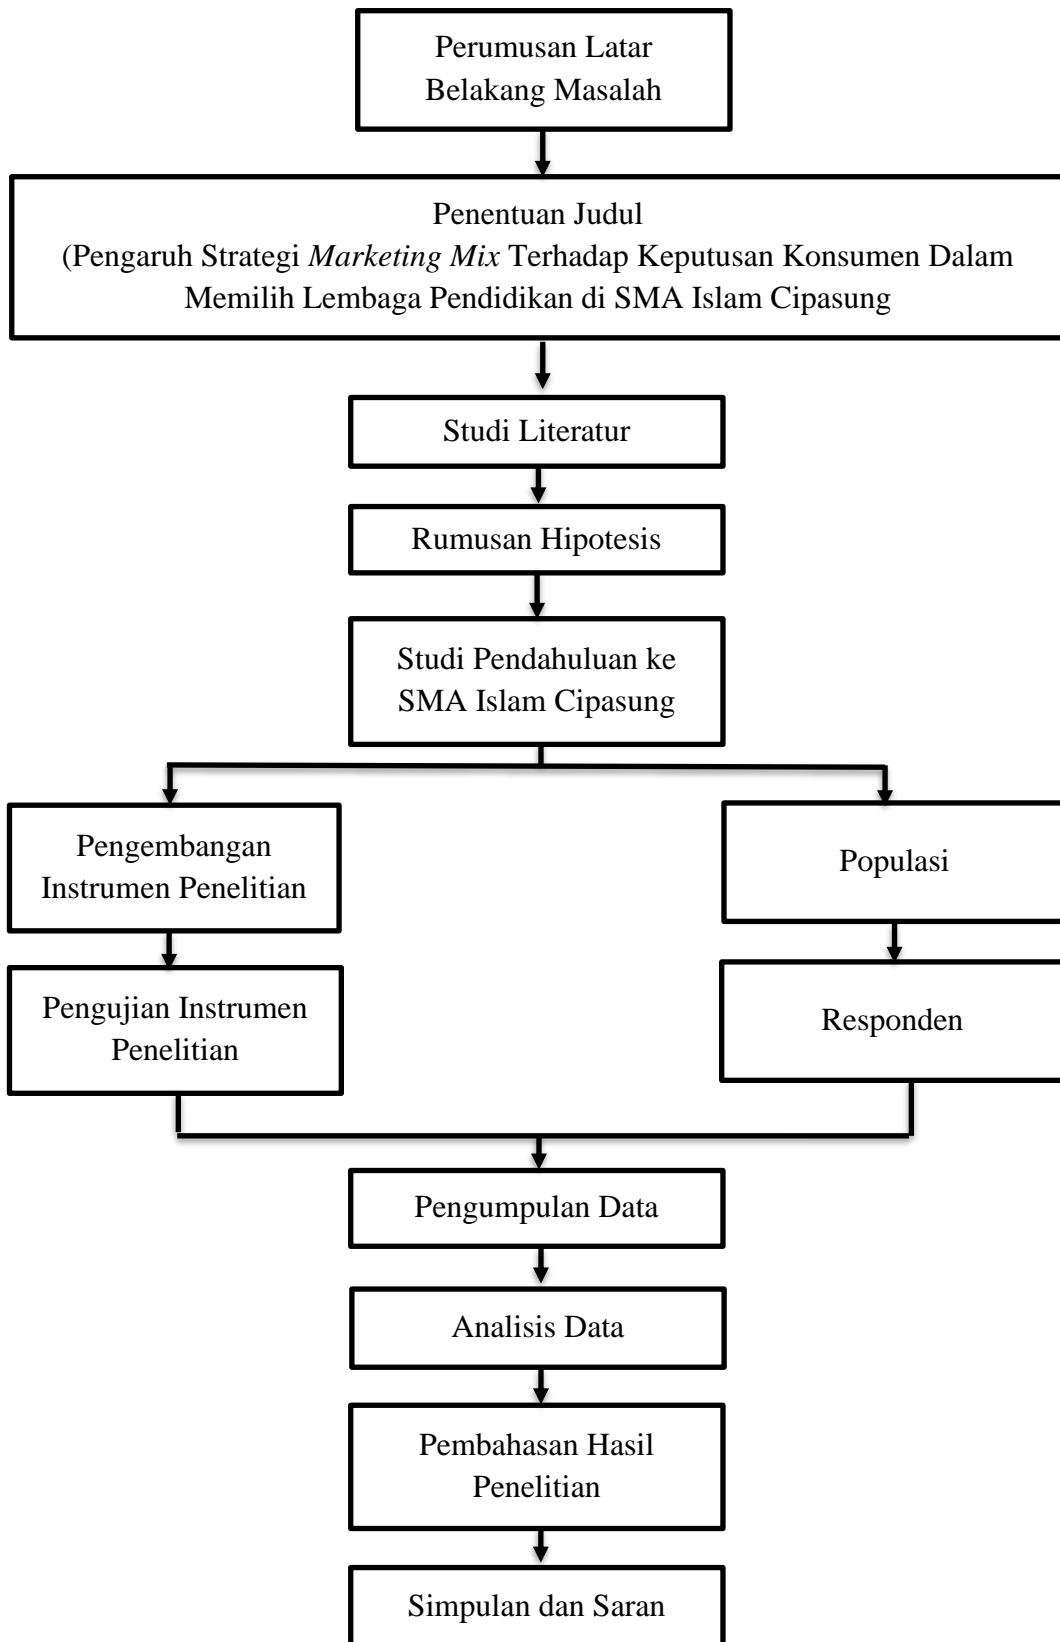 Perumusan Latar
Belakang Masalah
Penentuan Judul
(Pengaruh Strategi Marketing Mix Terhadap Keputusan Konsumen Dalam
Memilih Lembaga Pendidikan di SMA Islam Cipasung
Studi Literatur
Rumusan Hipotesis
Studi Pendahuluan ke
SMA Islam Cipasung
Pengembangan
Instrumen Penelitian
Populasi
Pengujian Instrumen
Penelitian
Responden
Pengumpulan Data
Analisis Data
Pembahasan Hasil
Penelitian
Simpulan dan Saran